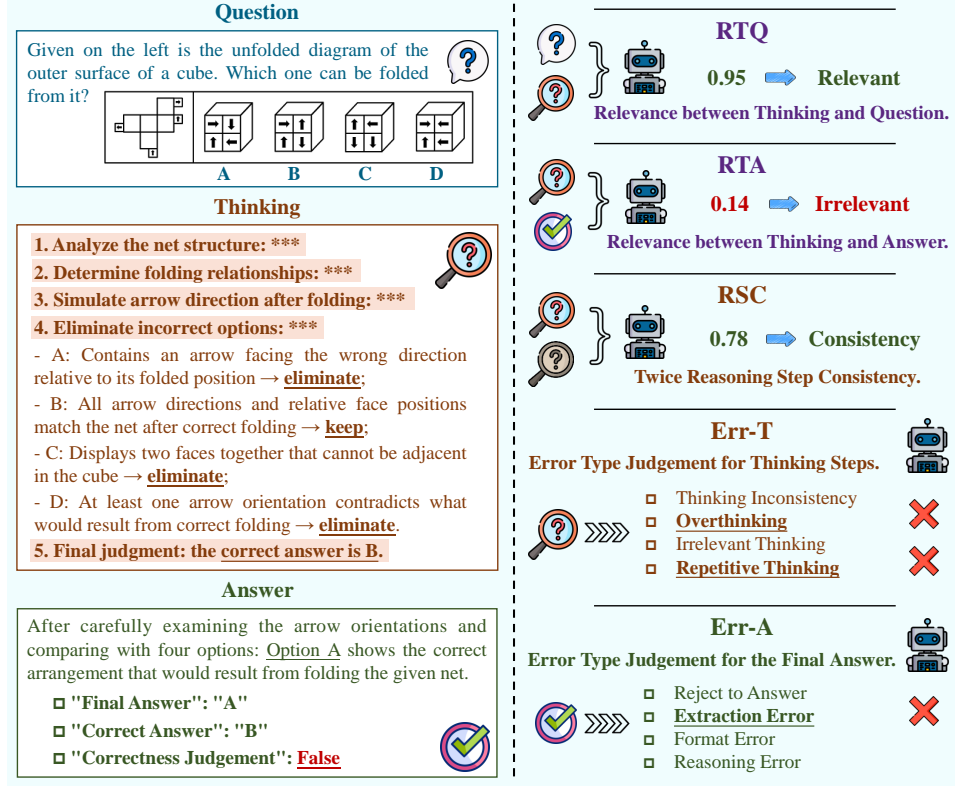 Question
Given on the left is the unfolded diagram of the
outer surface of a cube. Which one can be folded
from it?
A B C D
Thinking
1. Analyze the net structure: ***
2. Determine folding relationships: ***
3. Simulate arrow direction after folding: ***
4. Eliminate incorrect options: ***
- A: Contains an arrow facing the wrong direction
relative to its folded position → eliminate;
- B: All arrow directions and relative face positions
match the net after correct folding → keep;
- C: Displays two faces together that cannot be adjacent
in the cube → eliminate;
- D: At least one arrow orientation contradicts what
would result from correct folding → eliminate.
5. Final judgment: the correct answer is B.
Answer
After carefully examining the arrow orientations and
comparing with four options: Option A shows the correct
arrangement that would result from folding the given net.
"Final Answer": "A"
"Correct Answer": "B"
"Correctness Judgement": False
RTQ
0.95 Relevant
Relevance between Thinking and Question.
RTA
0.14 Irrelevant
Relevance between Thinking and Answer.
RSC
0.78 Consistency
Twice Reasoning Step Consistency.
Err-T
Error Type Judgement for Thinking Steps.
Thinking Inconsistency
Overthinking
Irrelevant Thinking
Repetitive Thinking
Err-A
Error Type Judgement for the Final Answer.
Reject to Answer
Extraction Error
Format Error
Reasoning Error